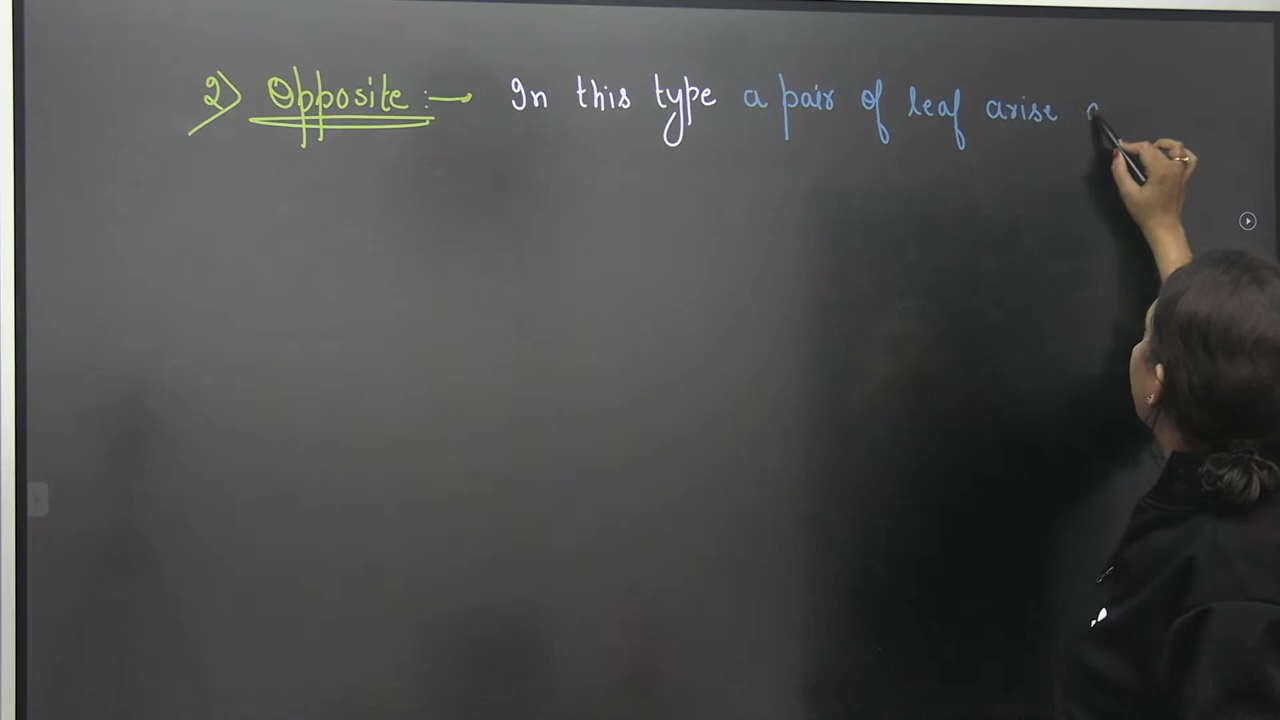 2) Opposite :→ In this type a pair of leaf arise